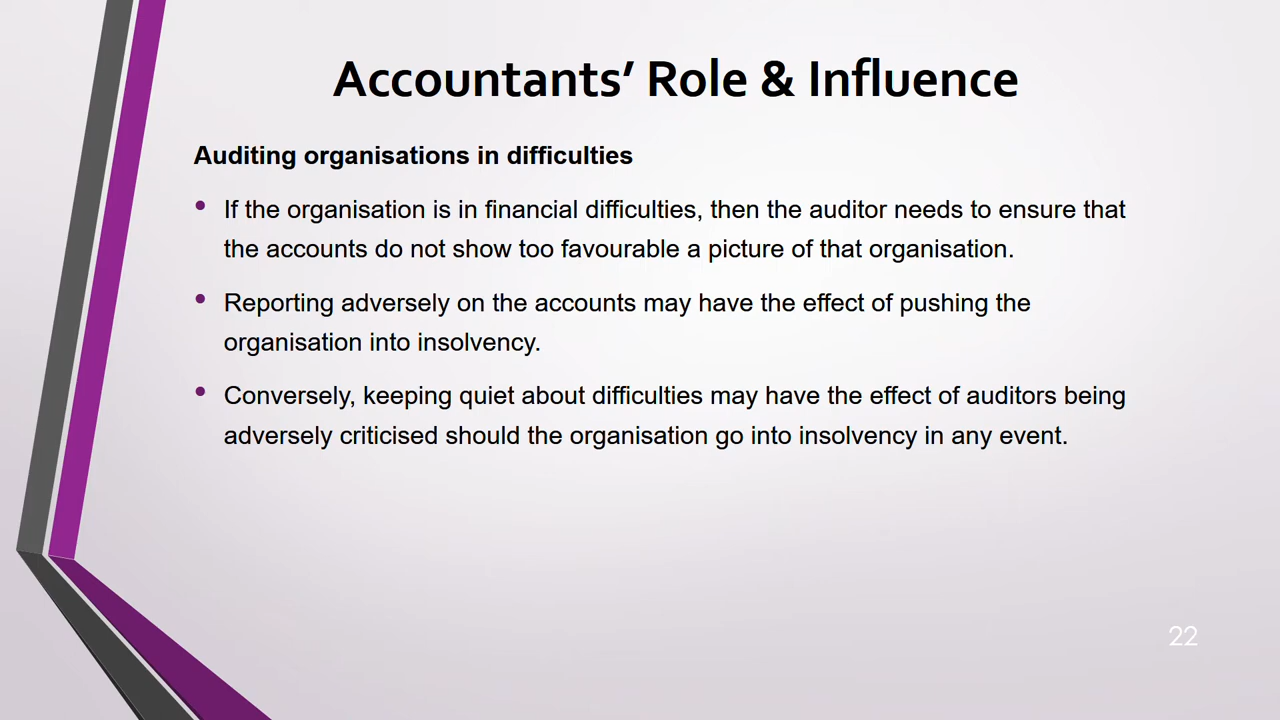 Accountants’ Role & Influence
Auditing organisations in difficulties
• If the organisation is in financial difficulties, then the auditor needs to ensure that
the accounts do not show too favourable a picture of that organisation.
• Reporting adversely on the accounts may have the effect of pushing the
organisation into insolvency.
• Conversely, keeping quiet about difficulties may have the effect of auditors being
adversely criticised should the organisation go into insolvency in any event.
22